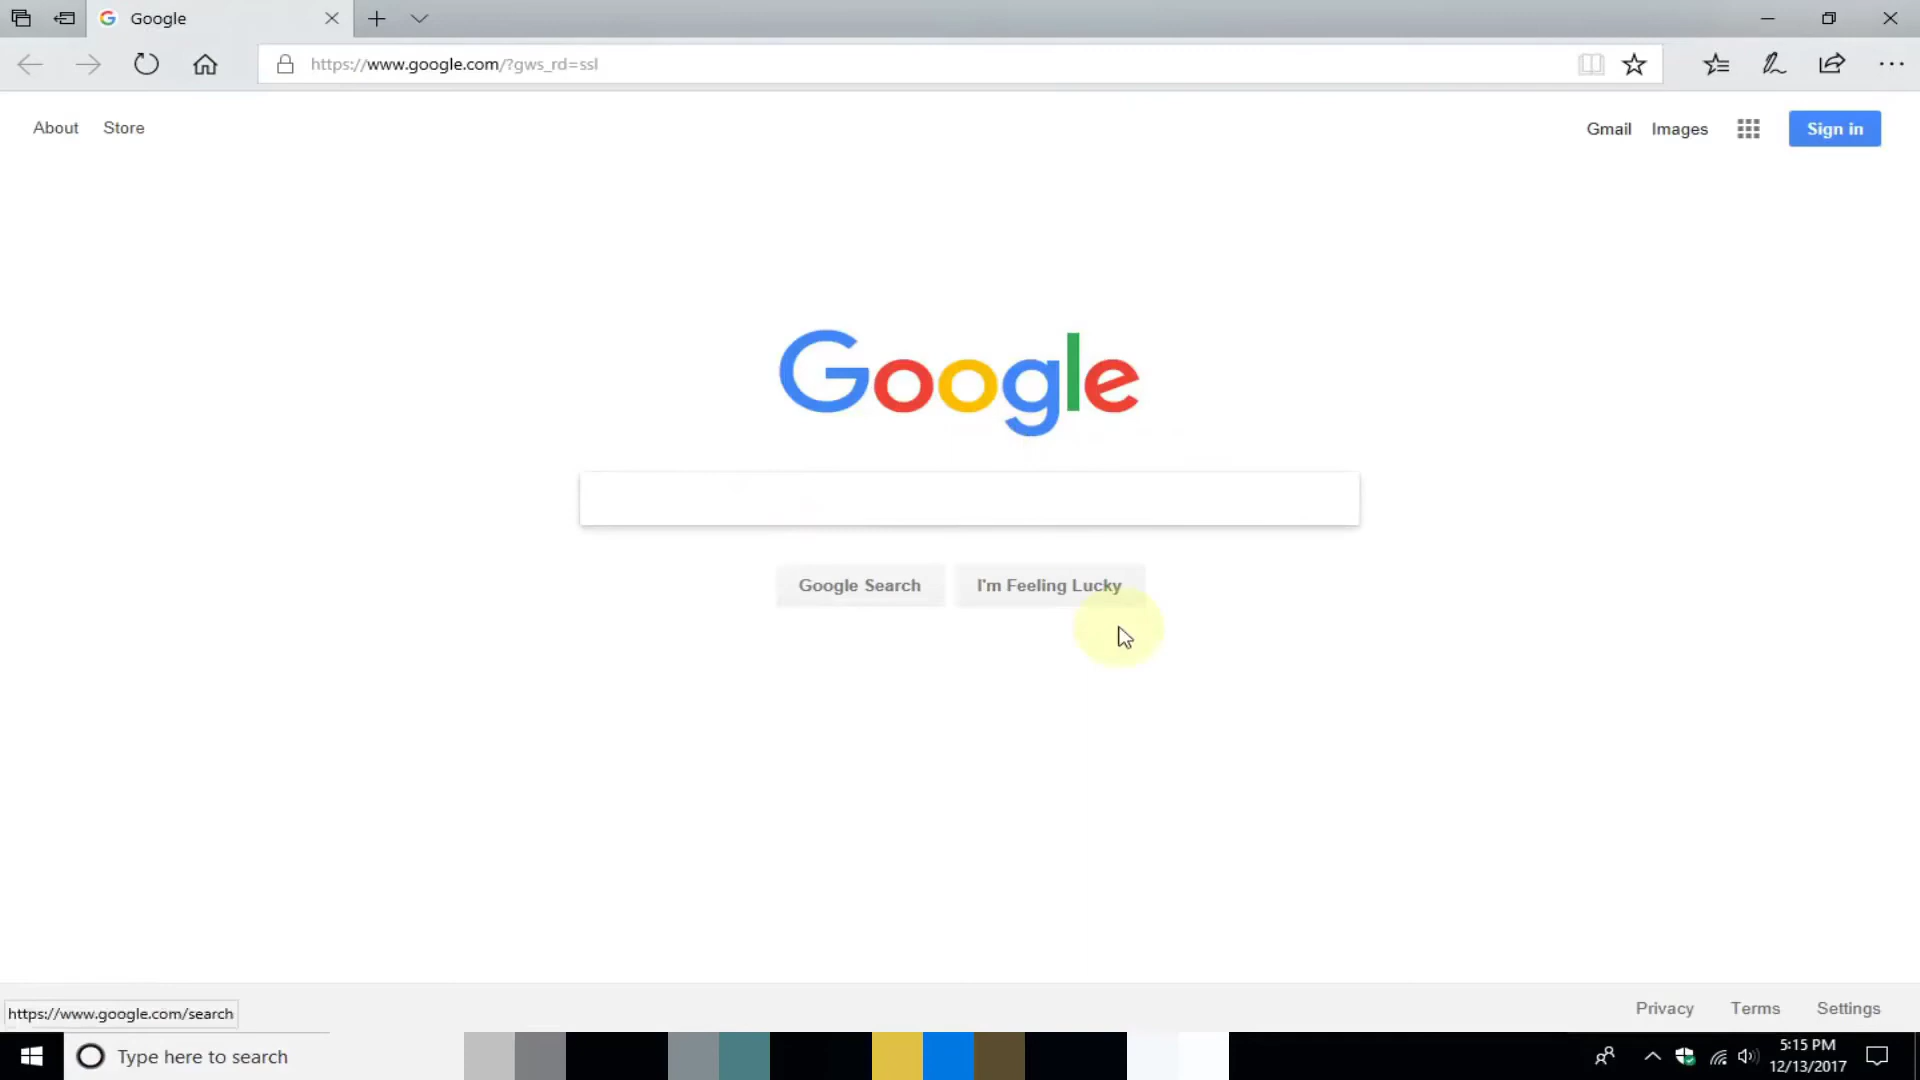 Google
https://www.google.com/?gws_rd=ssl
About Store
Gmail Images Sign in
Google
Google Search I'm Feeling Lucky
Privacy Terms Settings
https://www.google.com/search
Type here to search
5:15 PM
12/13/2017